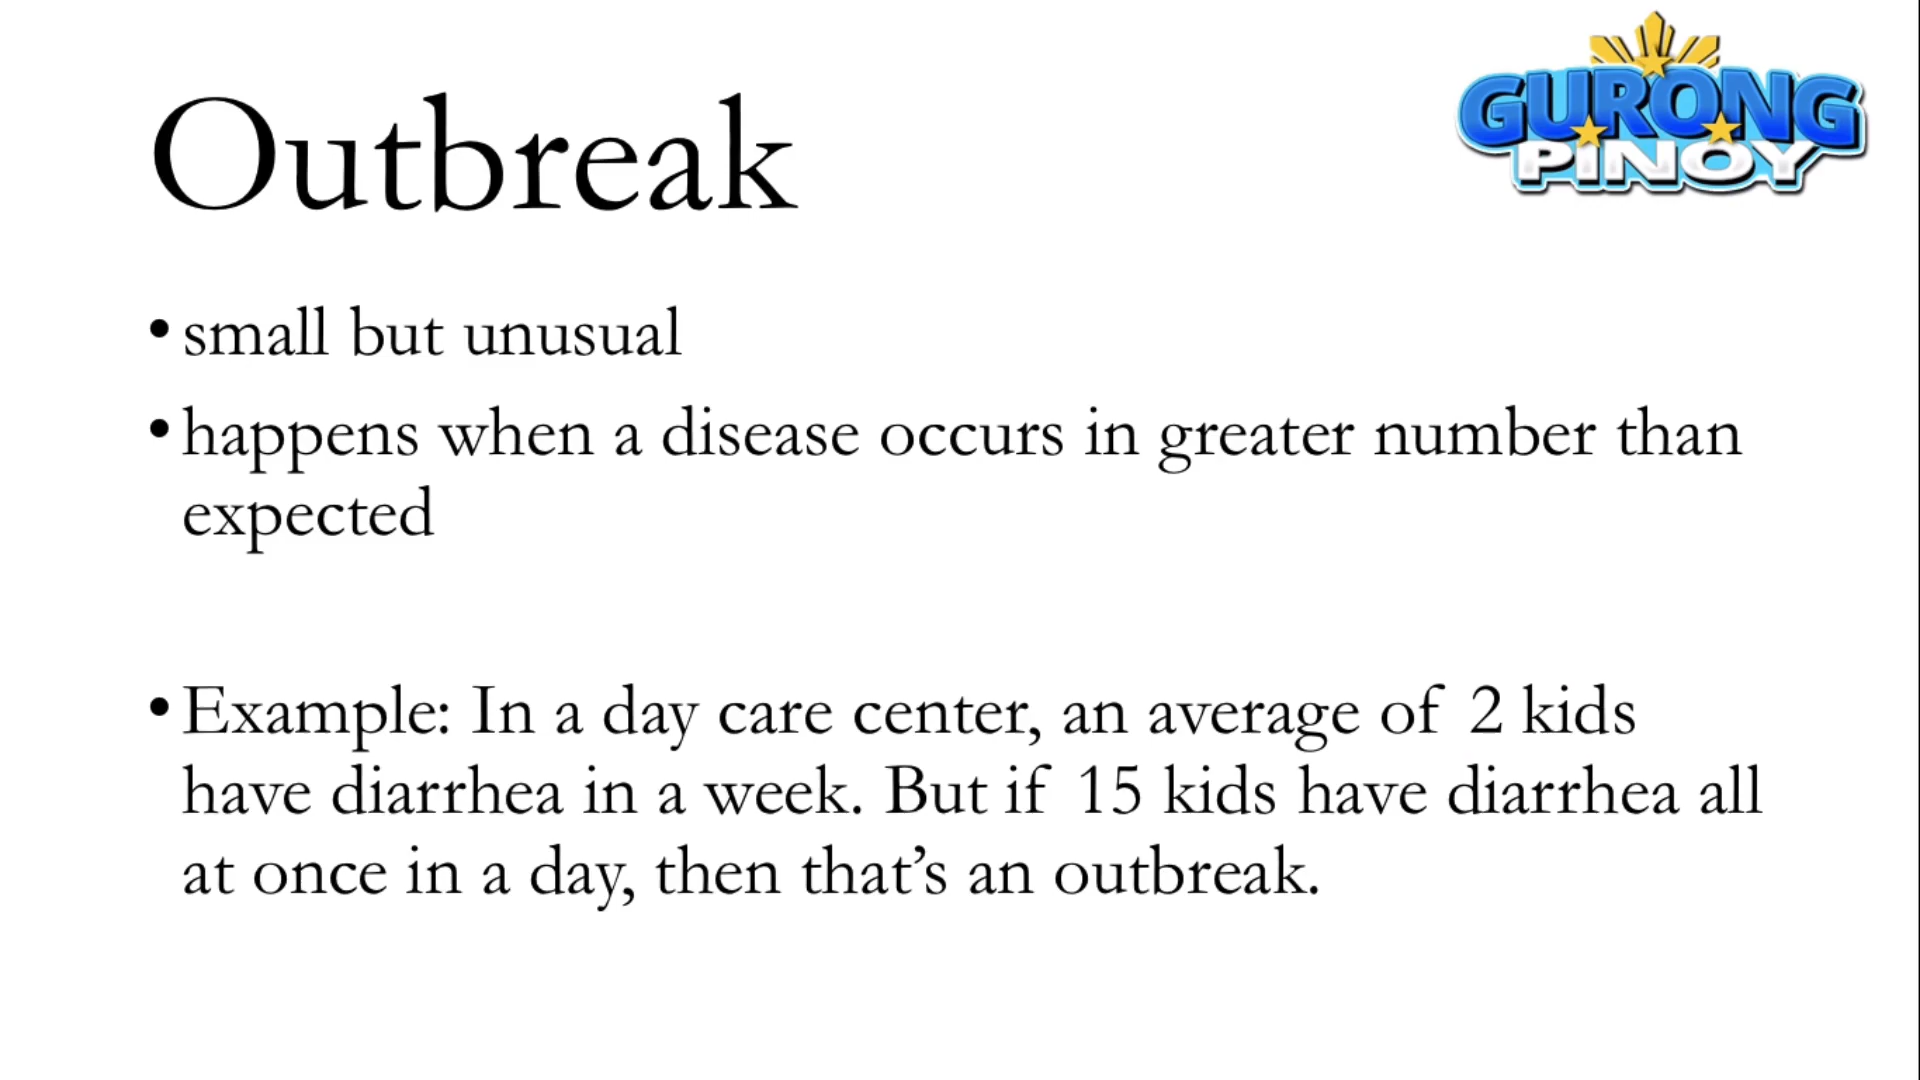 GURONG
PINOY
Outbreak
• small but unusual
• happens when a disease occurs in greater number than
expected
• Example: In a day care center, an average of 2 kids
have diarrhea in a week. But if 15 kids have diarrhea all
at once in a day, then that’s an outbreak.